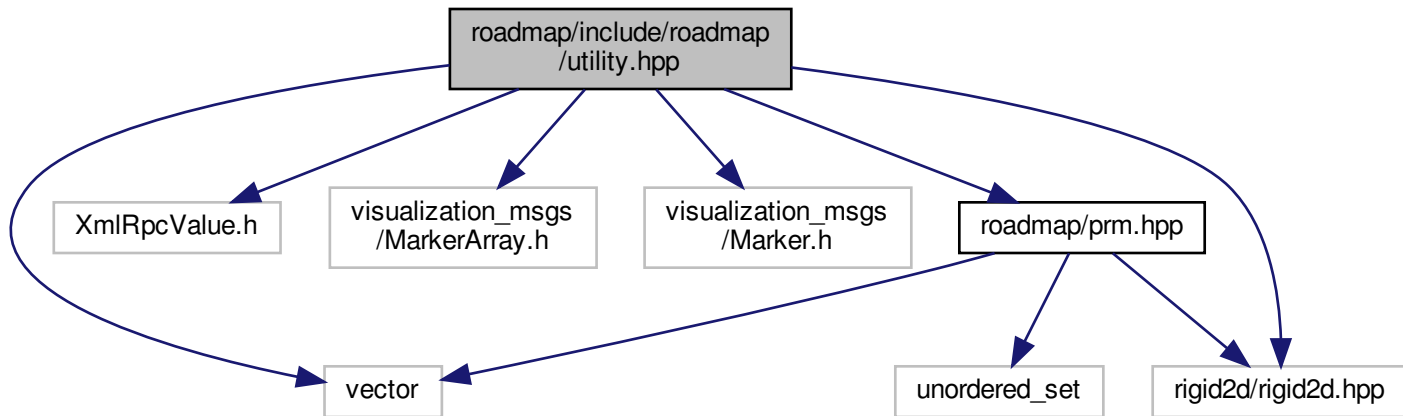 roadmap/include/roadmap
/utility.hpp
XmlRpcValue.h
visualization_msgs
/MarkerArray.h
visualization_msgs
/Marker.h
roadmap/prm.hpp
vector
unordered_set
rigid2d/rigid2d.hpp